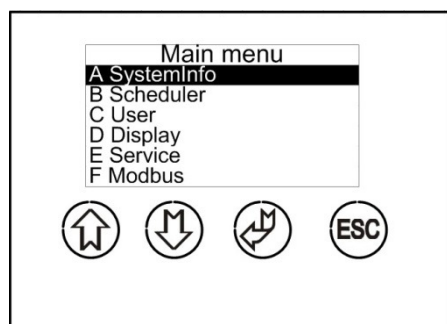 Main menu
A SystemInfo
B Scheduler
C User
D Display
E Service
F Modbus
ESC